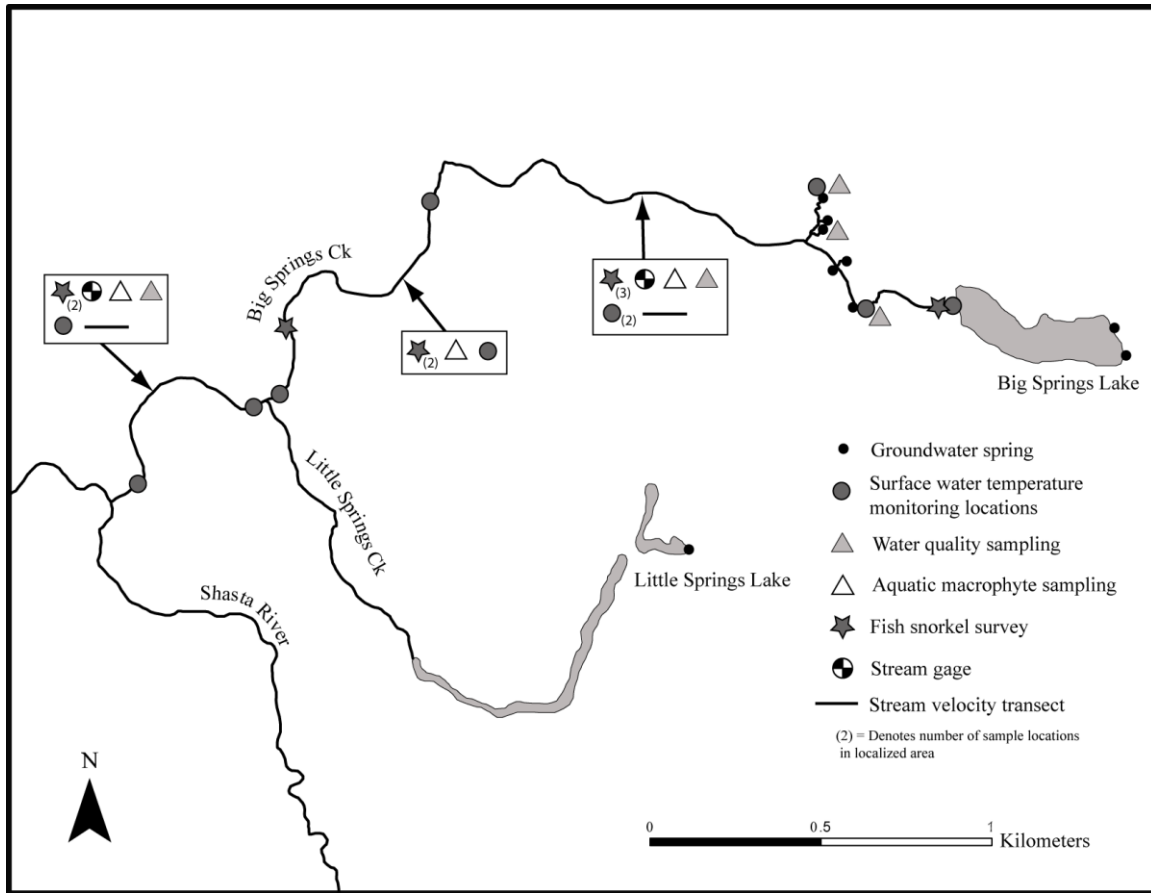 Big Springs Ck
(2)
(3)
(2)
(2)
Big Springs Lake
Little Springs Ck
Little Springs Lake
Shasta River
Groundwater spring
Surface water temperature
monitoring locations
Water quality sampling
Aquatic macrophyte sampling
Fish snorkel survey
Stream gage
Stream velocity transect
(2) = Denotes number of sample locations
in localized area
N
0 0.5 1
Kilometers